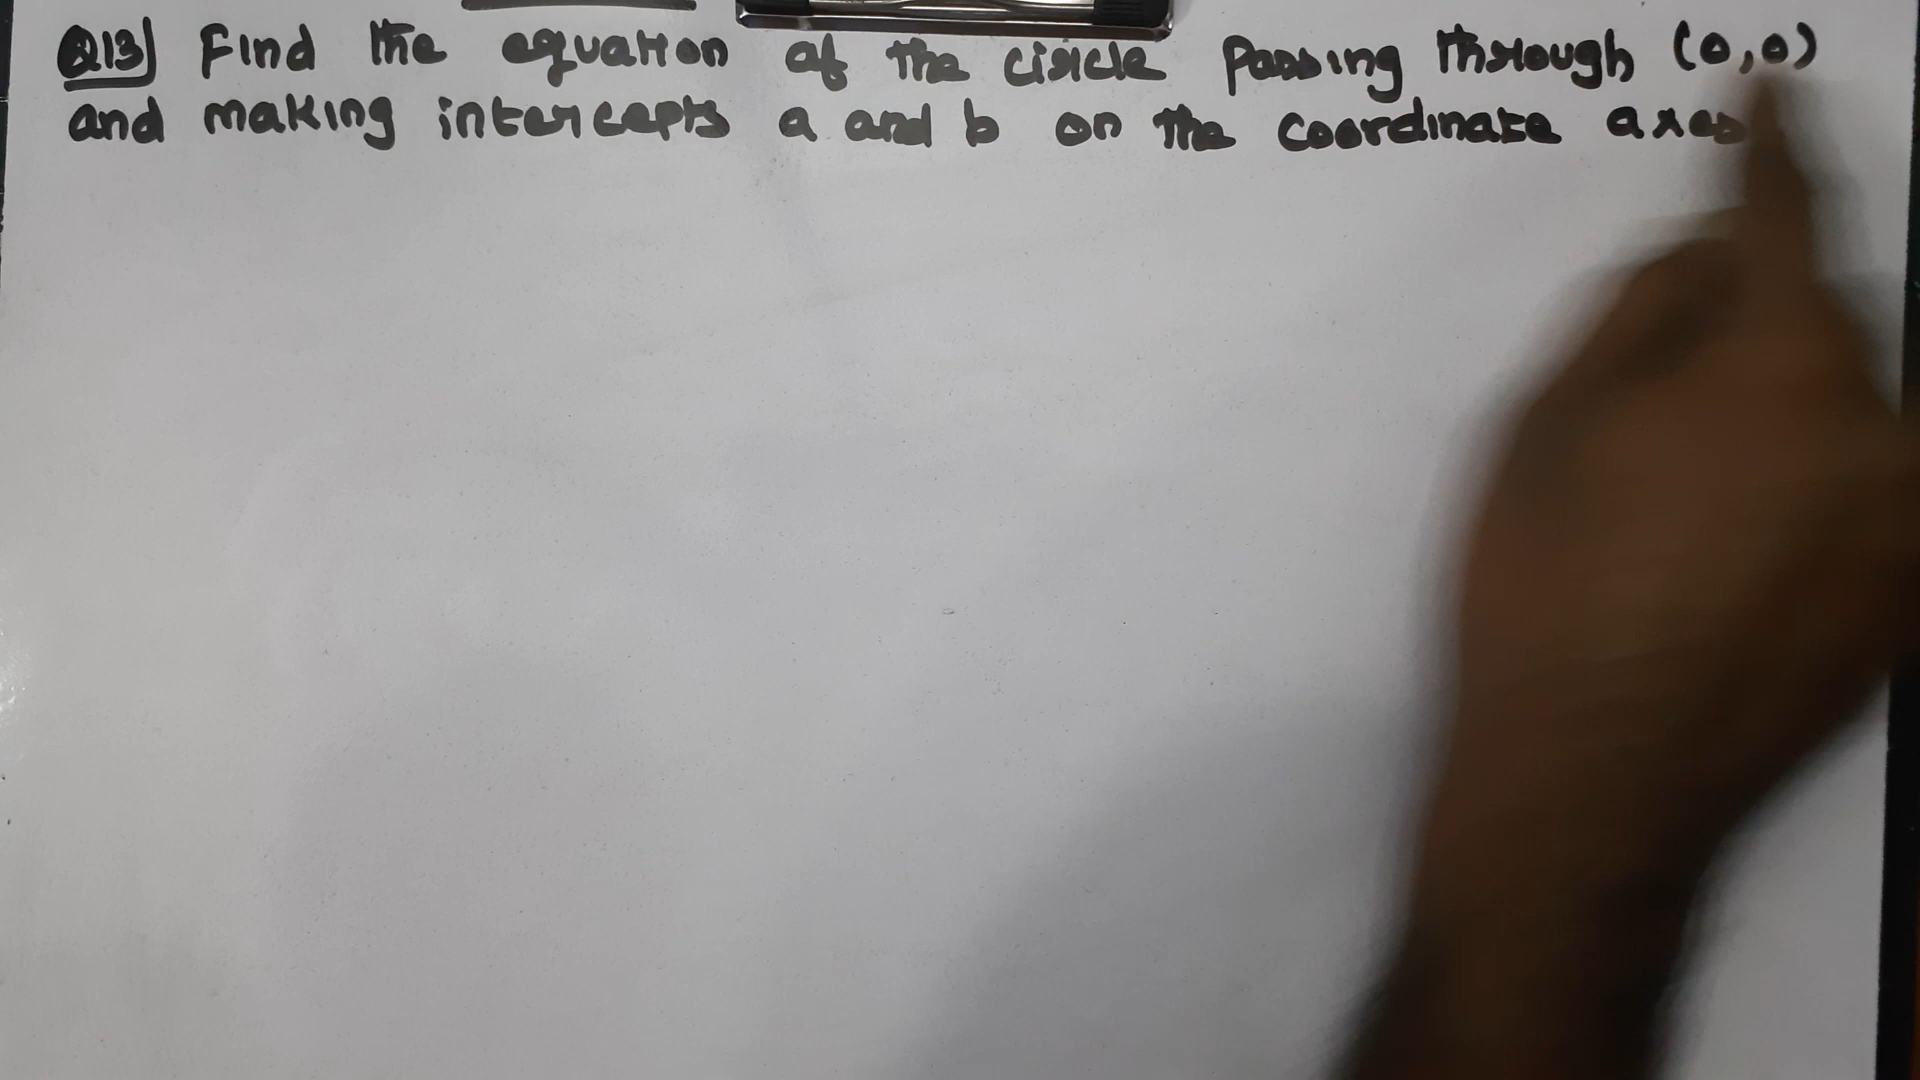 Q13) Find the equation of the circle passing through (0,0)
and making intercepts a and b on the coordinate axes